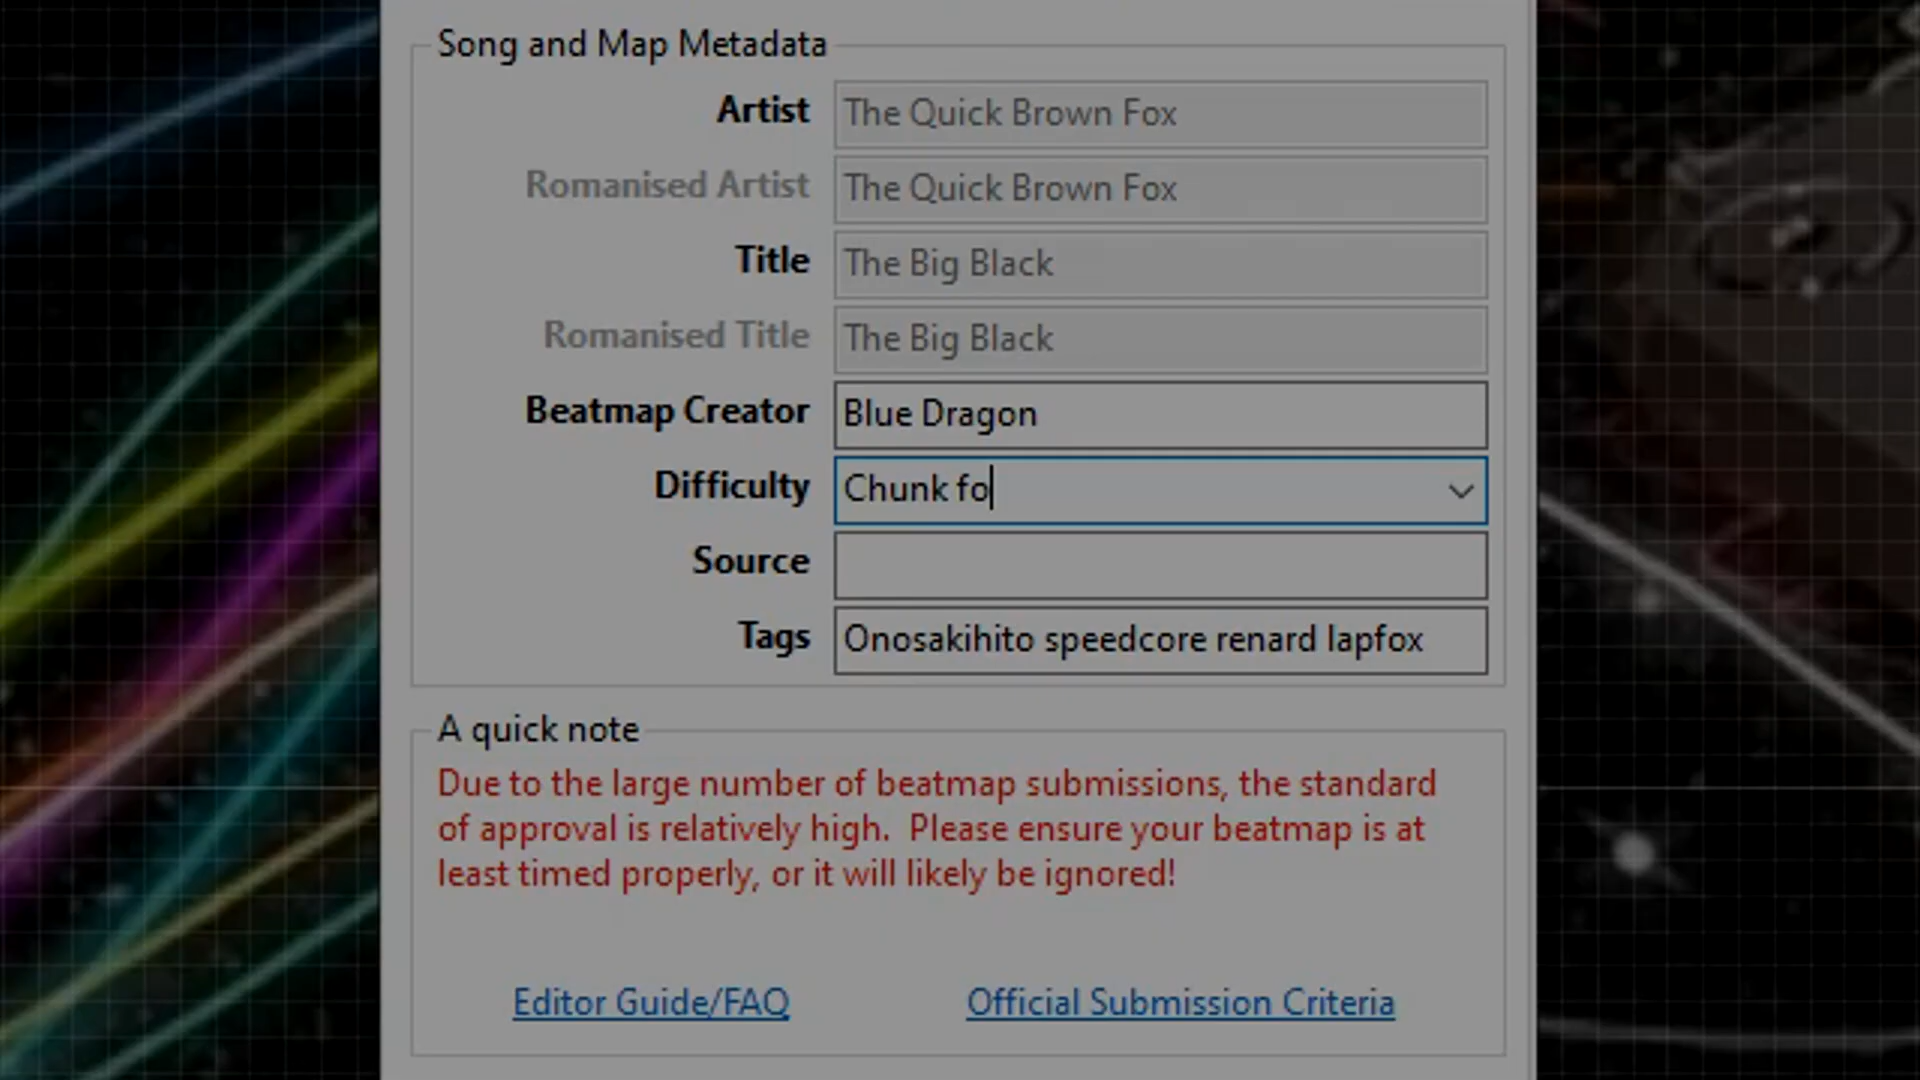 Song and Map Metadata
Artist The Quick Brown Fox
Romanised Artist The Quick Brown Fox
Title The Big Black
Romanised Title The Big Black
Beatmap Creator Blue Dragon
Difficulty Chunk fo
Source
Tags Onosakihito speedcore renard lapfox
A quick note
Due to the large number of beatmap submissions, the standard
of approval is relatively high.  Please ensure your beatmap is at
least timed properly, or it will likely be ignored!
Editor Guide/FAQ Official Submission Criteria